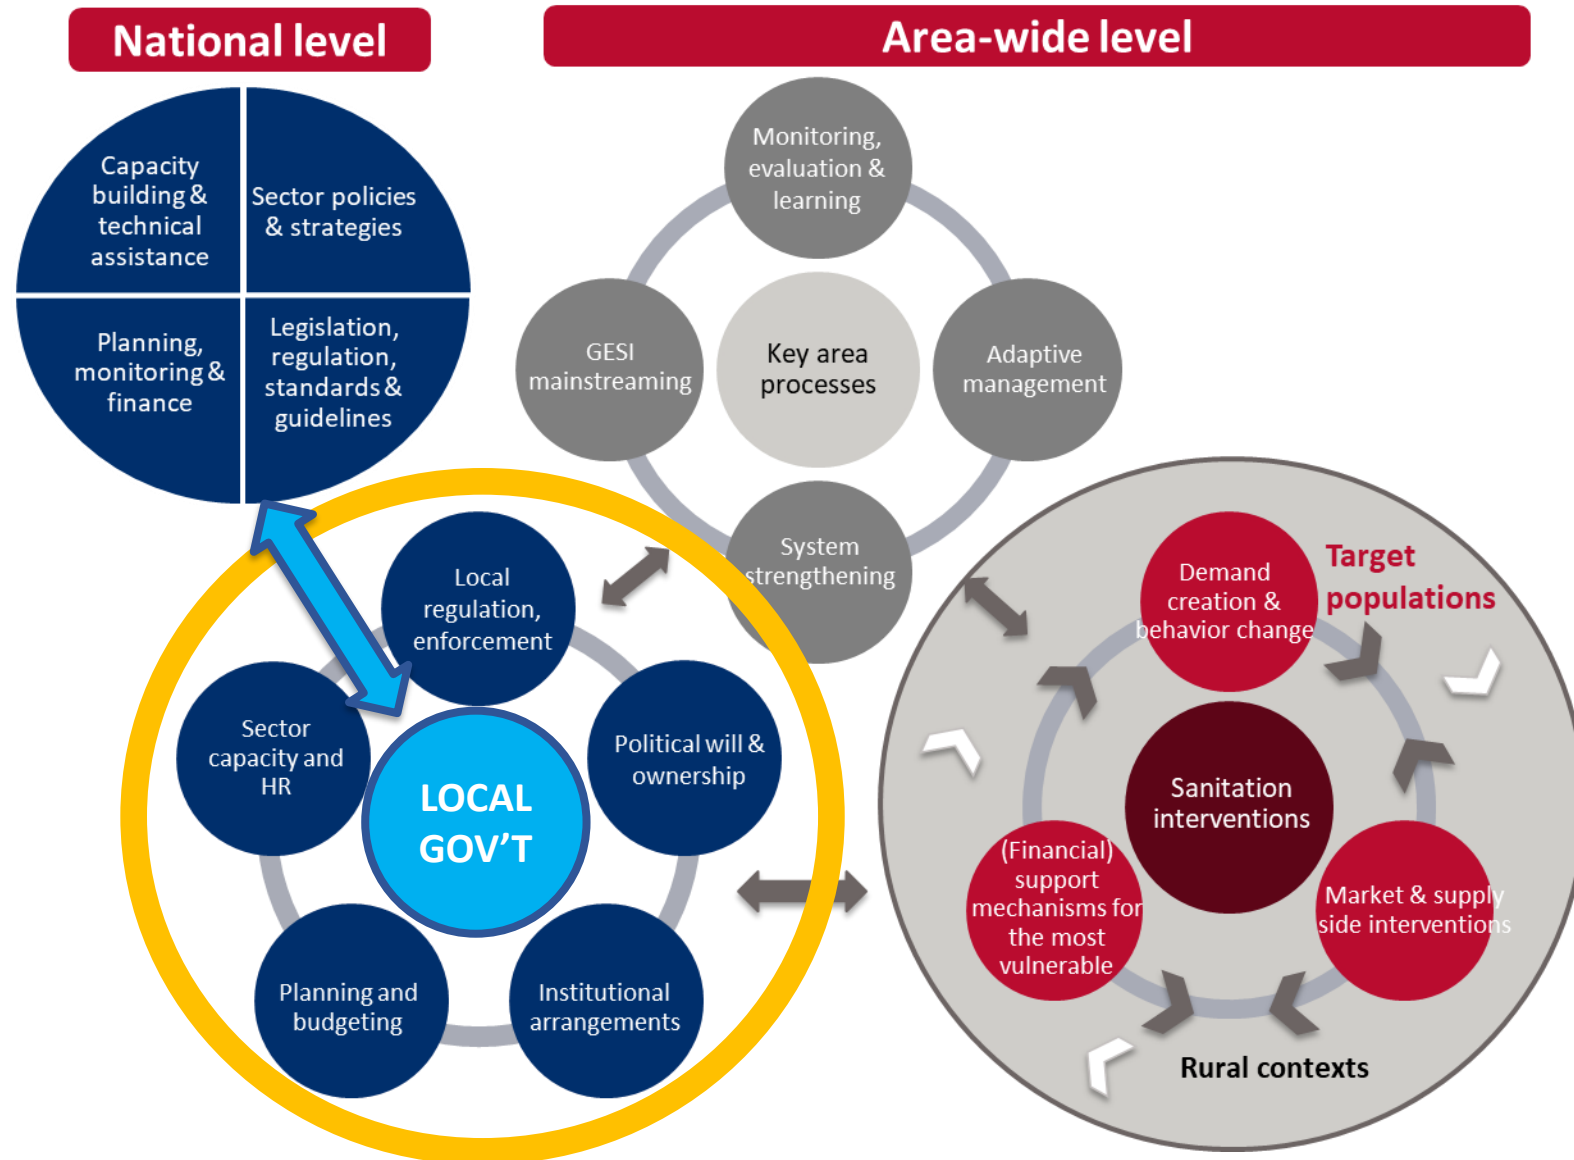 National level
Area-wide level
Capacity
building &
technical
assistance
Sector policies
& strategies
Planning,
monitoring &
finance
Legislation,
regulation,
standards &
guidelines
Monitoring,
evaluation &
learning
GESI
mainstreaming
Key area
processes
Adaptive
management
System
strengthening
Local
regulation,
enforcement
Sector
capacity and
HR
Political will &
ownership
LOCAL
GOV’T
Planning and
budgeting
Institutional
arrangements
Target
populations
Demand
creation &
behavior change
Sanitation
interventions
(Financial)
support
mechanisms for
the most
vulnerable
Market & supply
side interventions
Rural contexts